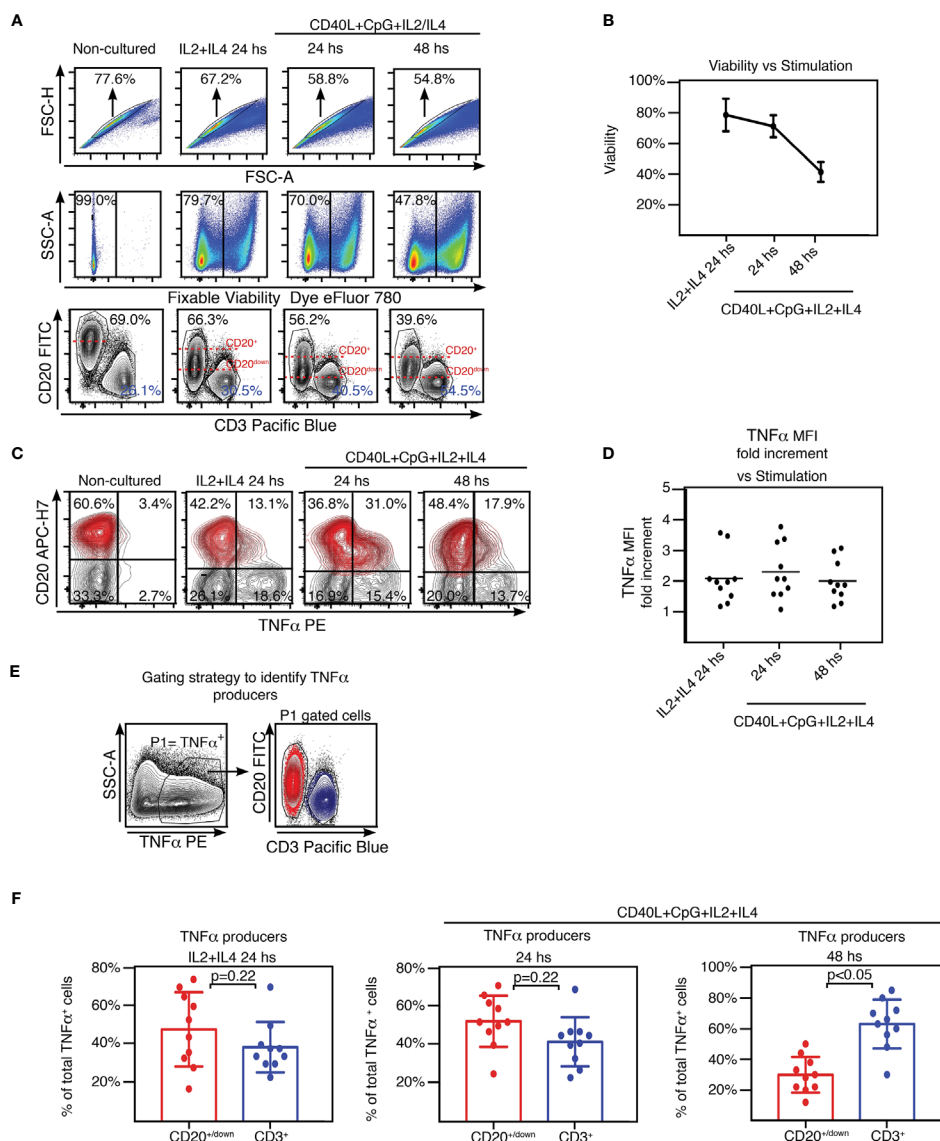 A
CD40L+CpG+IL2/IL4
Non-cultured
IL2+IL4 24 hs
24 hs
48 hs
FSC-H
77.6%
67.2%
58.8%
54.8%
FSC-A
SSC-A
99.0%
79.7%
70.0%
47.8%
Fixable Viability Dye eFluor 780
CD20 FITC
69.0%
66.3%
56.2%
39.6%
CD20+
CD20down
CD20+
CD20down
CD20+
CD20down
26.1%
30.5%
40.5%
54.5%
CD3 Pacific Blue
B
Viability vs Stimulation
Viability
100%
80%
60%
40%
20%
IL2+IL4 24 hs
24 hs
48 hs
CD40L+CpG+IL2+IL4
C
CD40L+CpG+IL2+IL4
Non-cultured
IL2+IL4 24 hs
24 hs
48 hs
CD20 APC-H7
60.6%
3.4%
42.2%
13.1%
36.8%
31.0%
48.4%
17.9%
33.3%
2.7%
26.1%
18.6%
16.9%
15.4%
20.0%
13.7%
TNFα PE
D
TNFα MFI
fold increment
vs Stimulation
TNFα MFI
fold increment
5
4
3
2
1
IL2+IL4 24 hs
24 hs
48 hs
CD40L+CpG+IL2+IL4
E
Gating strategy to identify TNFα
producers
P1= TNFα+
SSC-A
TNFα PE
P1 gated cells
CD20 FITC
CD3 Pacific Blue
F
CD40L+CpG+IL2+IL4
TNFα producers
IL2+IL4 24 hs
p=0.22
% of total TNFα+ cells
80%
60%
40%
20%
CD20+/down
CD3+
TNFα producers
24 hs
p=0.22
% of total TNFα + cells
80%
60%
40%
20%
CD20+/down
CD3+
TNFα producers
48 hs
p<0.05
% of total TNFα+ cells
100%
80%
60%
40%
20%
CD20+/down
CD3+